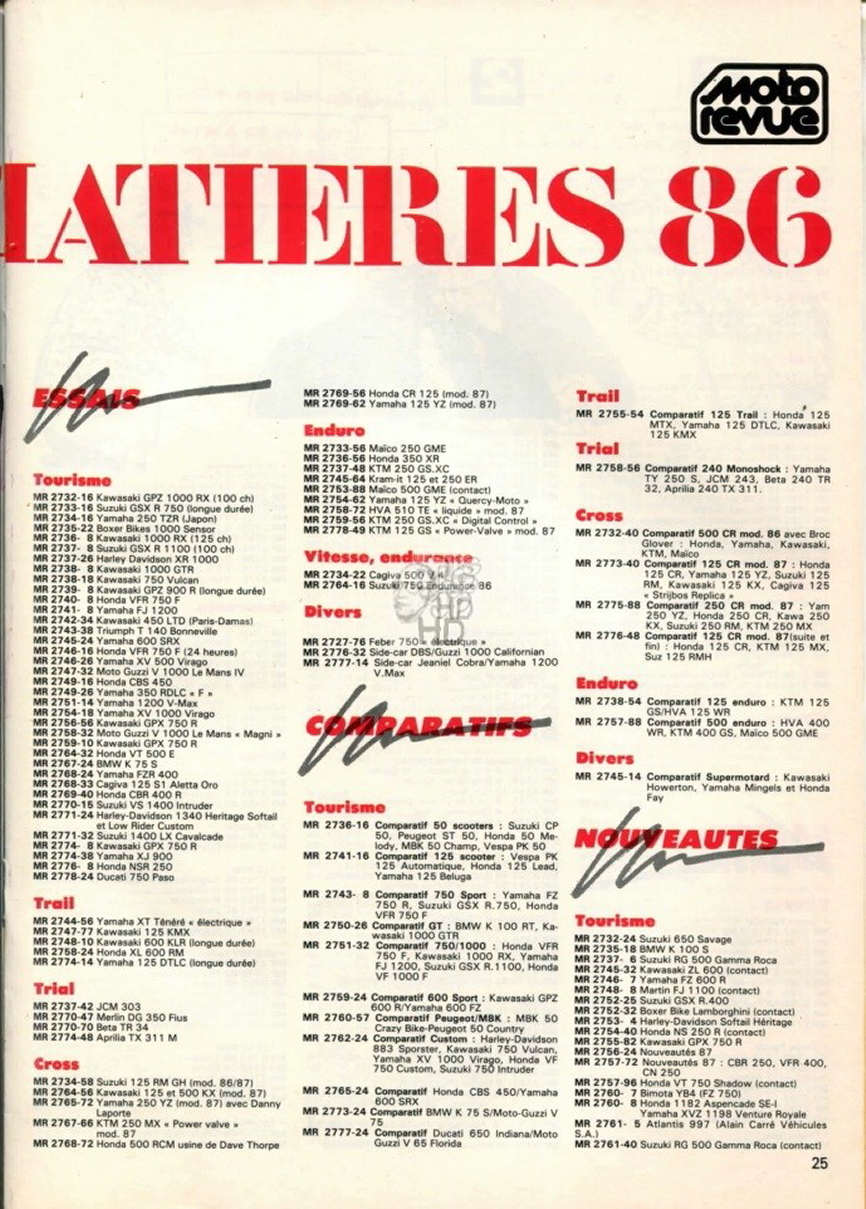 moto
revue
MATIERES 86
ESSAIS
Tourisme
MR 2732-16 Kawasaki GPZ 1000 RX (100 ch)
MR 2733-16 Suzuki GSX R 750 (longue durée)
MR 2734-16 Yamaha 250 TZR (Japon)
MR 2735-22 Boxer Bikes 1000 Sensor
MR 2736- 8 Kawasaki 1000 RX (125 ch)
MR 2737- 8 Suzuki GSX R 1100 (100 ch)
MR 2737-26 Harley Davidson XR 1000
MR 2738- 8 Kawasaki 1000 GTR
MR 2738-18 Kawasaki 750 Vulcan
MR 2739- 8 Kawasaki GPZ 900 R (longue durée)
MR 2740- 8 Honda VFR 750 F
MR 2741- 8 Yamaha FJ 1200
MR 2742-34 Kawasaki 450 LTD (Paris-Damas)
MR 2743-38 Triumph T 140 Bonneville
MR 2745-24 Yamaha 600 SRX
MR 2746-16 Honda VFR 750 F (24 heures)
MR 2746-26 Yamaha XV 500 Virago
MR 2747-32 Moto Guzzi V 1000 Le Mans IV
MR 2749-16 Honda CBS 450
MR 2749-26 Yamaha 350 RDLC « F »
MR 2751-14 Yamaha 1200 V-Max
MR 2754-18 Yamaha XV 1000 Virago
MR 2756-56 Kawasaki GPX 750 R
MR 2758-32 Moto Guzzi V 1000 Le Mans « Magni »
MR 2759-10 Kawasaki GPX 750 R
MR 2764-32 Honda VT 500 E
MR 2767-24 BMW K 75 S
MR 2768-24 Yamaha FZR 400
MR 2768-33 Cagiva 125 S1 Aletta Oro
MR 2769-40 Honda CBR 400 R
MR 2770-15 Suzuki VS 1400 Intruder
MR 2771-24 Harley-Davidson 1340 Heritage Softail
et Low Rider Custom
MR 2771-32 Suzuki 1400 LX Cavalcade
MR 2774- 8 Kawasaki GPX 750 R
MR 2774-38 Yamaha XJ 900
MR 2776- 8 Honda NSR 250
MR 2778-24 Ducati 750 Paso
Trail
MR 2744-56 Yamaha XT Ténéré « électrique »
MR 2747-77 Kawasaki 125 KMX
MR 2748-10 Kawasaki 600 KLR (longue durée)
MR 2758-24 Honda XL 600 RM
MR 2774-14 Yamaha 125 DTLC (longue durée)
Trial
MR 2737-42 JCM 303
MR 2770-47 Merlin DG 350 Fius
MR 2770-70 Beta TR 34
MR 2774-48 Aprilia TX 311 M
Cross
MR 2734-58 Suzuki 125 RM GH (mod. 86/87)
MR 2764-56 Kawasaki 125 et 500 KX (mod. 87)
MR 2765-72 Yamaha 250 YZ (mod. 87) avec Danny
Laporte
MR 2767-66 KTM 250 MX « Power valve »
mod. 87
MR 2768-72 Honda 500 RCM usine de Dave Thorpe
MR 2769-56 Honda CR 125 (mod. 87)
MR 2769-62 Yamaha 125 YZ (mod. 87)
Enduro
MR 2733-56 Maïco 250 GME
MR 2736-56 Honda 350 XR
MR 2737-48 KTM 250 GS.XC
MR 2745-64 Kram-it 125 et 250 ER
MR 2753-88 Maico 500 GME (contact)
MR 2754-62 Yamaha 125 YZ « Quercy-Moto »
MR 2758-72 HVA 510 TE « liquide » mod. 87
MR 2759-56 KTM 250 GS.XC « Digital Control »
MR 2778-49 KTM 125 GS « Power-Valve » mod. 87
Vitesse, endurance
MR 2734-22 Cagiva 500 V4
MR 2764-16 Suzuki 750 Endurance 86
Divers
MR 2727-76 Feber 750 « électrique »
MR 2776-32 Side-car DBS/Guzzi 1000 Californian
MR 2777-14 Side-car Jeaniel Cobra/Yamaha 1200
V.Max
COMPARATIFS
Tourisme
MR 2736-16 Comparatif 50 scooters : Suzuki CP
50, Peugeot ST 50, Honda 50 Me-
lody, MBK 50 Champ, Vespa PK 50
MR 2741-16 Comparatif 125 scooter : Vespa PK
125 Automatique, Honda 125 Lead,
Yamaha 125 Beluga
MR 2743- 8 Comparatif 750 Sport : Yamaha FZ
750 R, Suzuki GSX R.750, Honda
VFR 750 F
MR 2750-26 Comparatif GT : BMW K 100 RT, Ka-
wasaki 1000 GTR
MR 2751-32 Comparatif 750/1000 : Honda VFR
750 F, Kawasaki 1000 RX, Yamaha
FJ 1200, Suzuki GSX R.1100, Honda
VF 1000 F
MR 2759-24 Comparatif 600 Sport : Kawasaki GPZ
600 R/Yamaha 600 FZ
MR 2760-57 Comparatif Peugeot/MBK : MBK 50
Crazy Bike-Peugeot 50 Country
MR 2762-24 Comparatif Custom : Harley-Davidson
883 Sporster, Kawasaki 750 Vulcan,
Yamaha XV 1000 Virago, Honda VF
750 Custom, Suzuki 750 Intruder
MR 2765-24 Comparatif Honda CBS 450/Yamaha
600 SRX
MR 2773-24 Comparatif BMW K 75 S/Moto-Guzzi V
75
MR 2777-24 Comparatif Ducati 650 Indiana/Moto
Guzzi V 65 Florida
Trail
MR 2755-54 Comparatif 125 Trail : Honda 125
MTX, Yamaha 125 DTLC, Kawasaki
125 KMX
Trial
MR 2758-56 Comparatif 240 Monoshock : Yamaha
TY 250 S, JCM 243, Beta 240 TR
32, Aprilia 240 TX 311.
Cross
MR 2732-40 Comparatif 500 CR mod. 86 avec Broc
Glover : Honda, Yamaha, Kawasaki,
KTM, Maïco
MR 2773-40 Comparatif 125 CR mod. 87 : Honda
125 CR, Yamaha 125 YZ, Suzuki 125
RM, Kawasaki 125 KX, Cagiva 125
« Strijbos Replica »
MR 2775-88 Comparatif 250 CR mod. 87 : Yam
250 YZ, Honda 250 CR, Kawa 250
KX, Suzuki 250 RM, KTM 250 MX
MR 2776-48 Comparatif 125 CR mod. 87(suite et
fin) : Honda 125 CR, KTM 125 MX,
Suz 125 RMH
Enduro
MR 2738-54 Comparatif 125 enduro : KTM 125
GS/HVA 125 WR
MR 2757-88 Comparatif 500 enduro : HVA 400
WR, KTM 400 GS, Maïco 500 GME
Divers
MR 2745-14 Comparatif Supermotard : Kawasaki
Howerton, Yamaha Mingels et Honda
Fay
NOUVEAUTES
Tourisme
MR 2732-24 Suzuki 650 Savage
MR 2735-18 BMW K 100 S
MR 2737- 6 Suzuki RG 500 Gamma Roca
MR 2745-32 Kawasaki ZL 600 (contact)
MR 2746- 7 Yamaha FZ 600 R
MR 2748- 8 Martin FJ 1100 (contact)
MR 2752-25 Suzuki GSX R.400
MR 2752-32 Boxer Bike Lamborghini (contact)
MR 2753- 4 Harley-Davidson Softail Héritage
MR 2754-40 Honda NS 250 R (contact)
MR 2755-82 Kawasaki GPX 750 R
MR 2756-24 Nouveautés 87
MR 2757-72 Nouveautés 87 : CBR 250, VFR 400,
CN 250
MR 2757-96 Honda VT 750 Shadow (contact)
MR 2760- 7 Bimota YB4 (FZ 750)
MR 2760- 8 Honda 1182 Aspencade SE-I
Yamaha XVZ 1198 Venture Royale
MR 2761- 5 Atlantis 997 (Alain Carré Véhicules
S.A.)
MR 2761-40 Suzuki RG 500 Gamma Roca (contact)
25